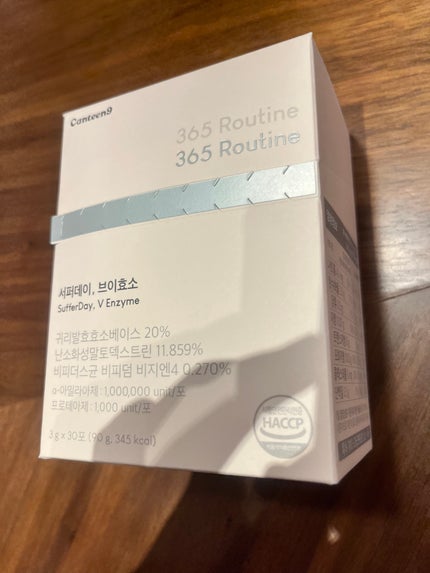 Canteen9
365 Routine
365 Routine
서퍼데이, 브이효소
SufferDay, V Enzyme
귀리발효효소베이스 20%
난소화성말토덱스트린 11.859%
비피더스균 비피덤 비지엔4 0.270%
α-아밀라아제 : 1,000,000 unit/포
프로테아제 : 1,000 unit/포
3 g x 30포 (90 g, 345 kcal)
HACCP